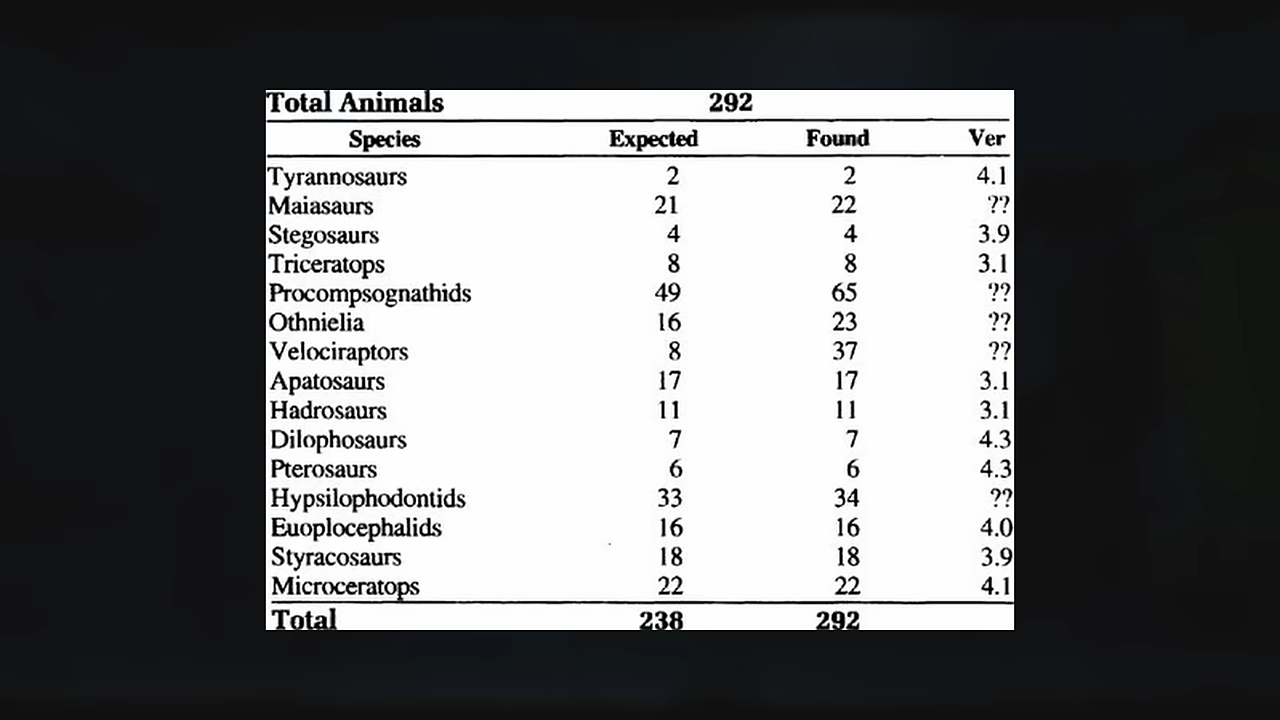 Total Animals 292
Species Expected Found Ver
Tyrannosaurs 2 2 4.1
Maiasaurs 21 22 ??
Stegosaurs 4 4 3.9
Triceratops 8 8 3.1
Procompsognathids 49 65 ??
Othnielia 16 23 ??
Velociraptors 8 37 ??
Apatosaurs 17 17 3.1
Hadrosaurs 11 11 3.1
Dilophosaurs 7 7 4.3
Pterosaurs 6 6 4.3
Hypsilophodontids 33 34 ??
Euoplocephalids 16 16 4.0
Styracosaurs 18 18 3.9
Microceratops 22 22 4.1
Total 238 292